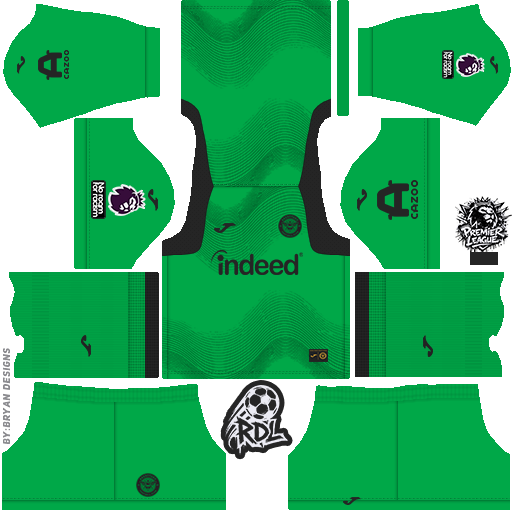 CAZOO
No room
for racism
No room
for racism
CAZOO
PREMIER
LEAGUE
indeed
BY:BRYAN DESIGNS
RDL